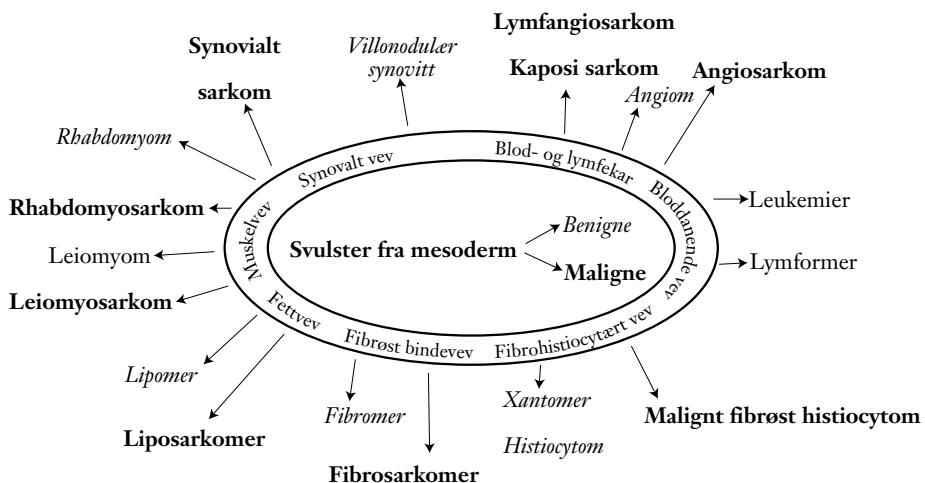 Lymfangiosarkom
Synovialt
sarkom
Villonodulær
synovitt
Kaposi sarkom
Angiosarkom
Angiom
Rhabdomyom
Synovalt vev
Blod- og lymfekar
Bloddanende vev
Leukemier
Rhabdomyosarkom
Muskelvev
Benigne
Svulster fra mesoderm
Maligne
Leiomyom
Lymformer
Leiomyosarkom
Fettvev
Fibrøst bindevev
Fibrohistiocytært vev
Lipomer
Fibromer
Xantomer
Malignt fibrøst histiocytom
Liposarkomer
Histiocytom
Fibrosarkomer